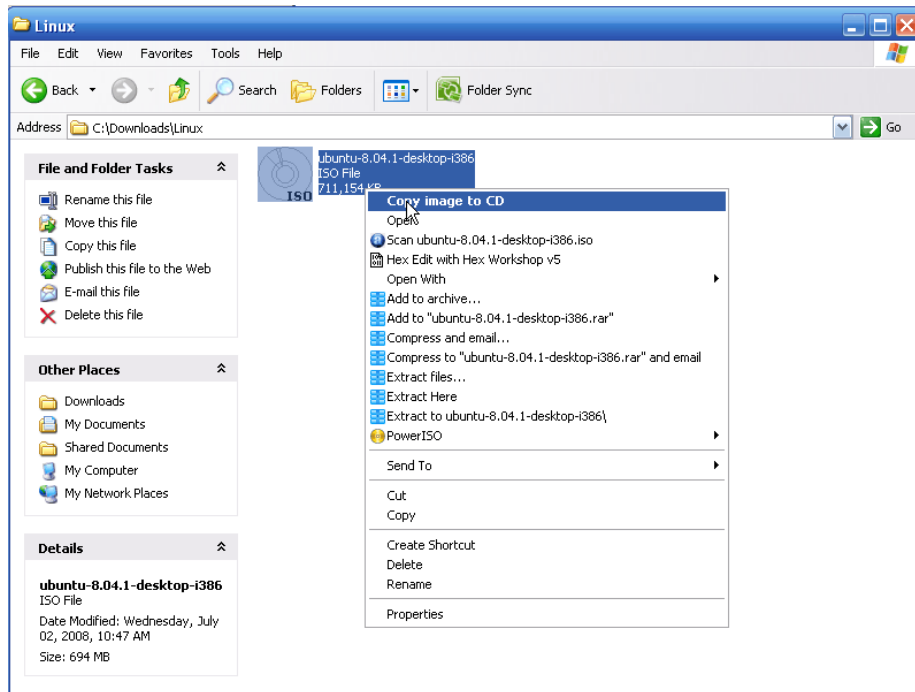 Linux
File Edit View Favorites Tools Help
Back Search Folders Folder Sync
Address C:\Downloads\Linux Go
File and Folder Tasks
Rename this file
Move this file
Copy this file
Publish this file to the Web
E-mail this file
Delete this file
Other Places
Downloads
My Documents
Shared Documents
My Computer
My Network Places
Details
ubuntu-8.04.1-desktop-i386
ISO File
Date Modified: Wednesday, July
02, 2008, 10:47 AM
Size: 694 MB
ISO
ubuntu-8.04.1-desktop-i386
ISO File
711,154 KB
Copy image to CD
Open
Scan ubuntu-8.04.1-desktop-i386.iso
Hex Edit with Hex Workshop v5
Open With
Add to archive...
Add to "ubuntu-8.04.1-desktop-i386.rar"
Compress and email...
Compress to "ubuntu-8.04.1-desktop-i386.rar" and email
Extract files...
Extract Here
Extract to ubuntu-8.04.1-desktop-i386\
PowerISO
Send To
Cut
Copy
Create Shortcut
Delete
Rename
Properties